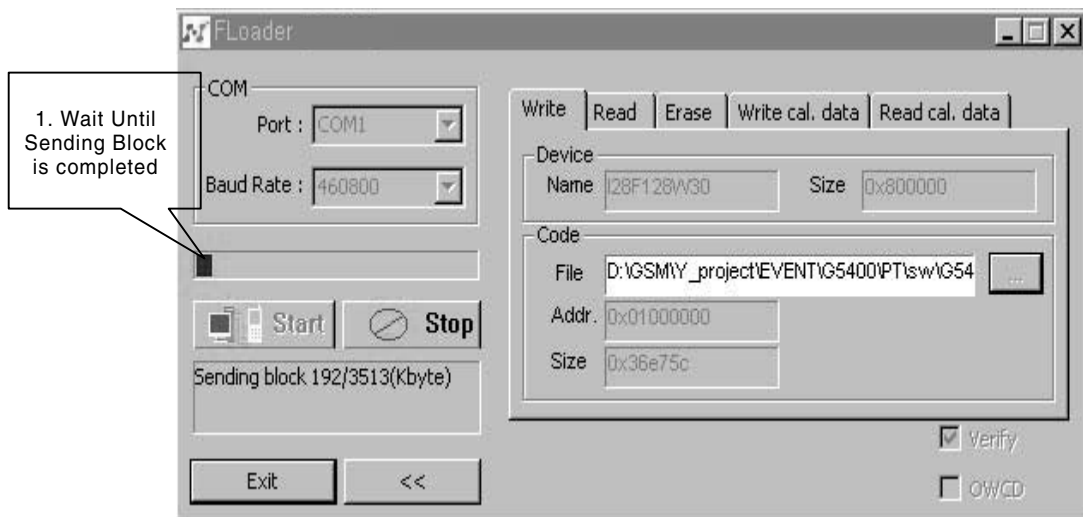 FLoader
1. Wait Until
Sending Block
is completed
COM
Port : COM1
Baud Rate : 460800
Start Stop
Sending block 192/3513(Kbyte)
Exit <<
Write Read Erase Write cal. data Read cal. data
Device
Name I28F128W30 Size 0x800000
Code
File D:\GSM\Y_project\EVENT\G5400\PT\sw\G54 ...
Addr. 0x01000000
Size 0x36e75c
Verify
OWCD